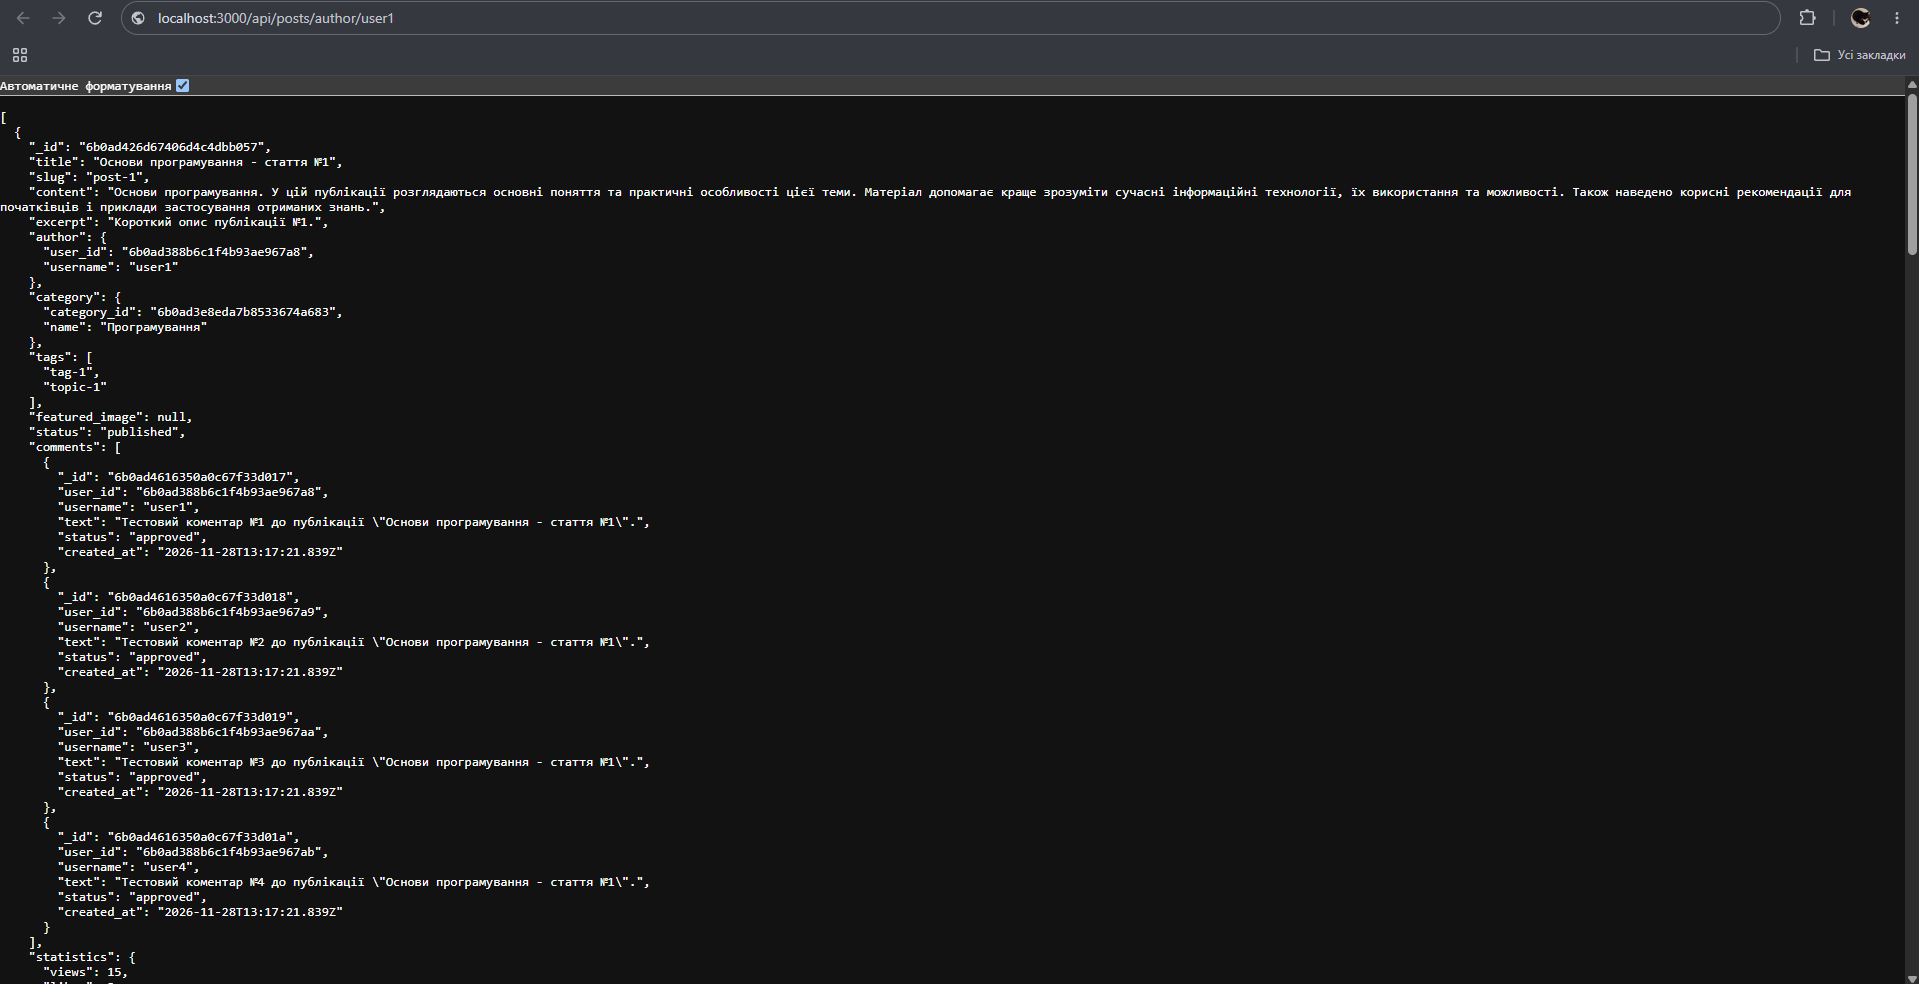 localhost:3000/api/posts/author/user1
Усі закладки
Автоматичне форматування
[
  {
    "_id": "6b0ad426d67406d4c4dbb057",
    "title": "Основи програмування - стаття №1",
    "slug": "post-1",
    "content": "Основи програмування. У цій публікації розглядаються основні поняття та практичні особливості цієї теми. Матеріал допомагає краще зрозуміти сучасні інформаційні технології, їх використання та можливості. Також наведено корисні рекомендації для
початківців і приклади застосування отриманих знань.",
    "excerpt": "Короткий опис публікації №1.",
    "author": {
      "user_id": "6b0ad388b6c1f4b93ae967a8",
      "username": "user1"
    },
    "category": {
      "category_id": "6b0ad3e8eda7b8533674a683",
      "name": "Програмування"
    },
    "tags": [
      "tag-1",
      "topic-1"
    ],
    "featured_image": null,
    "status": "published",
    "comments": [
      {
        "_id": "6b0ad4616350a0c67f33d017",
        "user_id": "6b0ad388b6c1f4b93ae967a8",
        "username": "user1",
        "text": "Тестовий коментар №1 до публікації \"Основи програмування - стаття №1\".",
        "status": "approved",
        "created_at": "2026-11-28T13:17:21.839Z"
      },
      {
        "_id": "6b0ad4616350a0c67f33d018",
        "user_id": "6b0ad388b6c1f4b93ae967a9",
        "username": "user2",
        "text": "Тестовий коментар №2 до публікації \"Основи програмування - стаття №1\".",
        "status": "approved",
        "created_at": "2026-11-28T13:17:21.839Z"
      },
      {
        "_id": "6b0ad4616350a0c67f33d019",
        "user_id": "6b0ad388b6c1f4b93ae967aa",
        "username": "user3",
        "text": "Тестовий коментар №3 до публікації \"Основи програмування - стаття №1\".",
        "status": "approved",
        "created_at": "2026-11-28T13:17:21.839Z"
      },
      {
        "_id": "6b0ad4616350a0c67f33d01a",
        "user_id": "6b0ad388b6c1f4b93ae967ab",
        "username": "user4",
        "text": "Тестовий коментар №4 до публікації \"Основи програмування - стаття №1\".",
        "status": "approved",
        "created_at": "2026-11-28T13:17:21.839Z"
      }
    ],
    "statistics": {
      "views": 15,